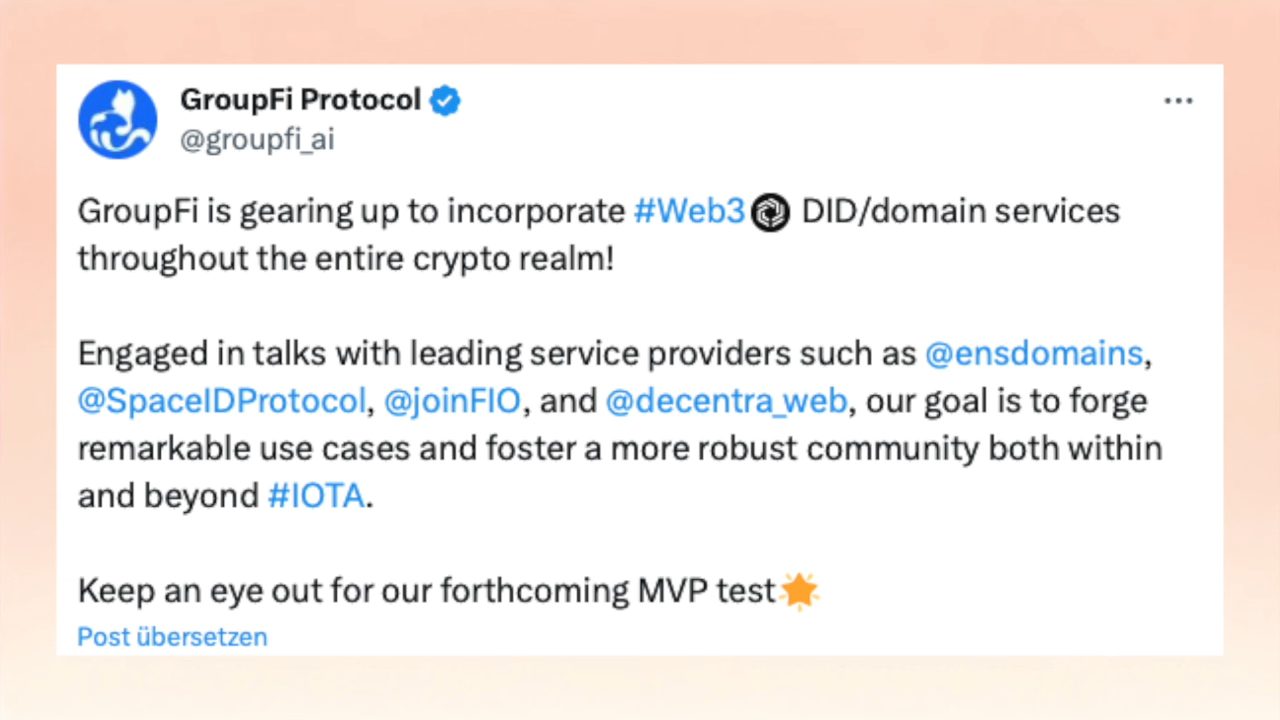 GroupFi Protocol
@groupfi_ai
GroupFi is gearing up to incorporate #Web3 DID/domain services
throughout the entire crypto realm!
Engaged in talks with leading service providers such as @ensdomains,
@SpaceIDProtocol, @joinFIO, and @decentra_web, our goal is to forge
remarkable use cases and foster a more robust community both within
and beyond #IOTA.
Keep an eye out for our forthcoming MVP test🌟
Post übersetzen